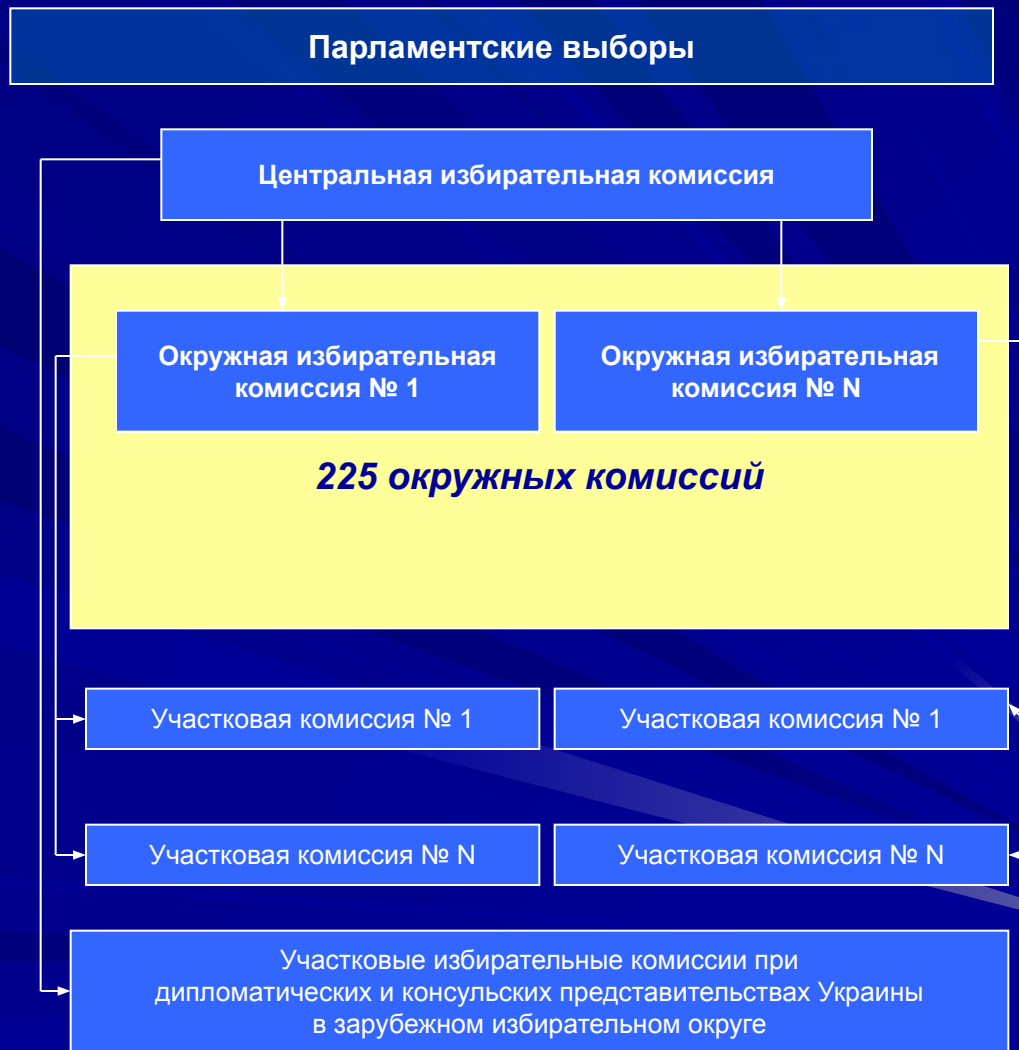 Парламентские выборы
Центральная избирательная комиссия
Окружная избирательная
комиссия № 1
Окружная избирательная
комиссия № N
225 окружных комиссий
Участковая комиссия № 1
Участковая комиссия № 1
Участковая комиссия № N
Участковая комиссия № N
Участковые избирательные комиссии при
дипломатических и консульских представительствах Украины
в зарубежном избирательном округе